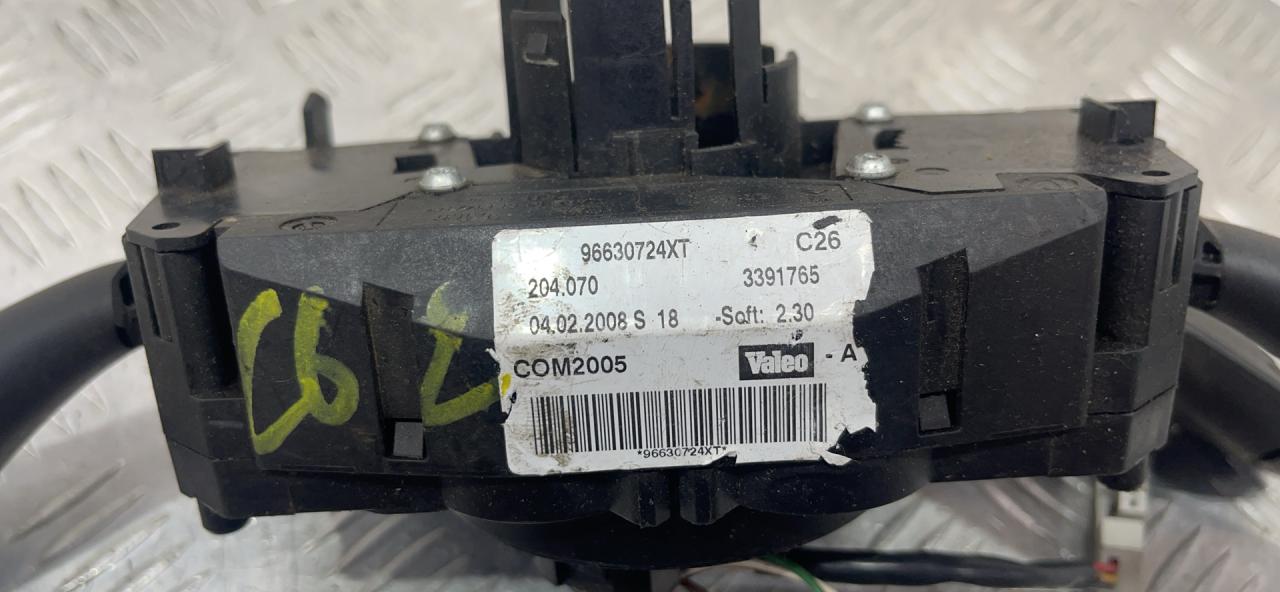 96630724XT C26
204.070 3391765
04.02.2008 S 18 -Soft: 2.30
COM2005 Valeo - A
*96630724XT*